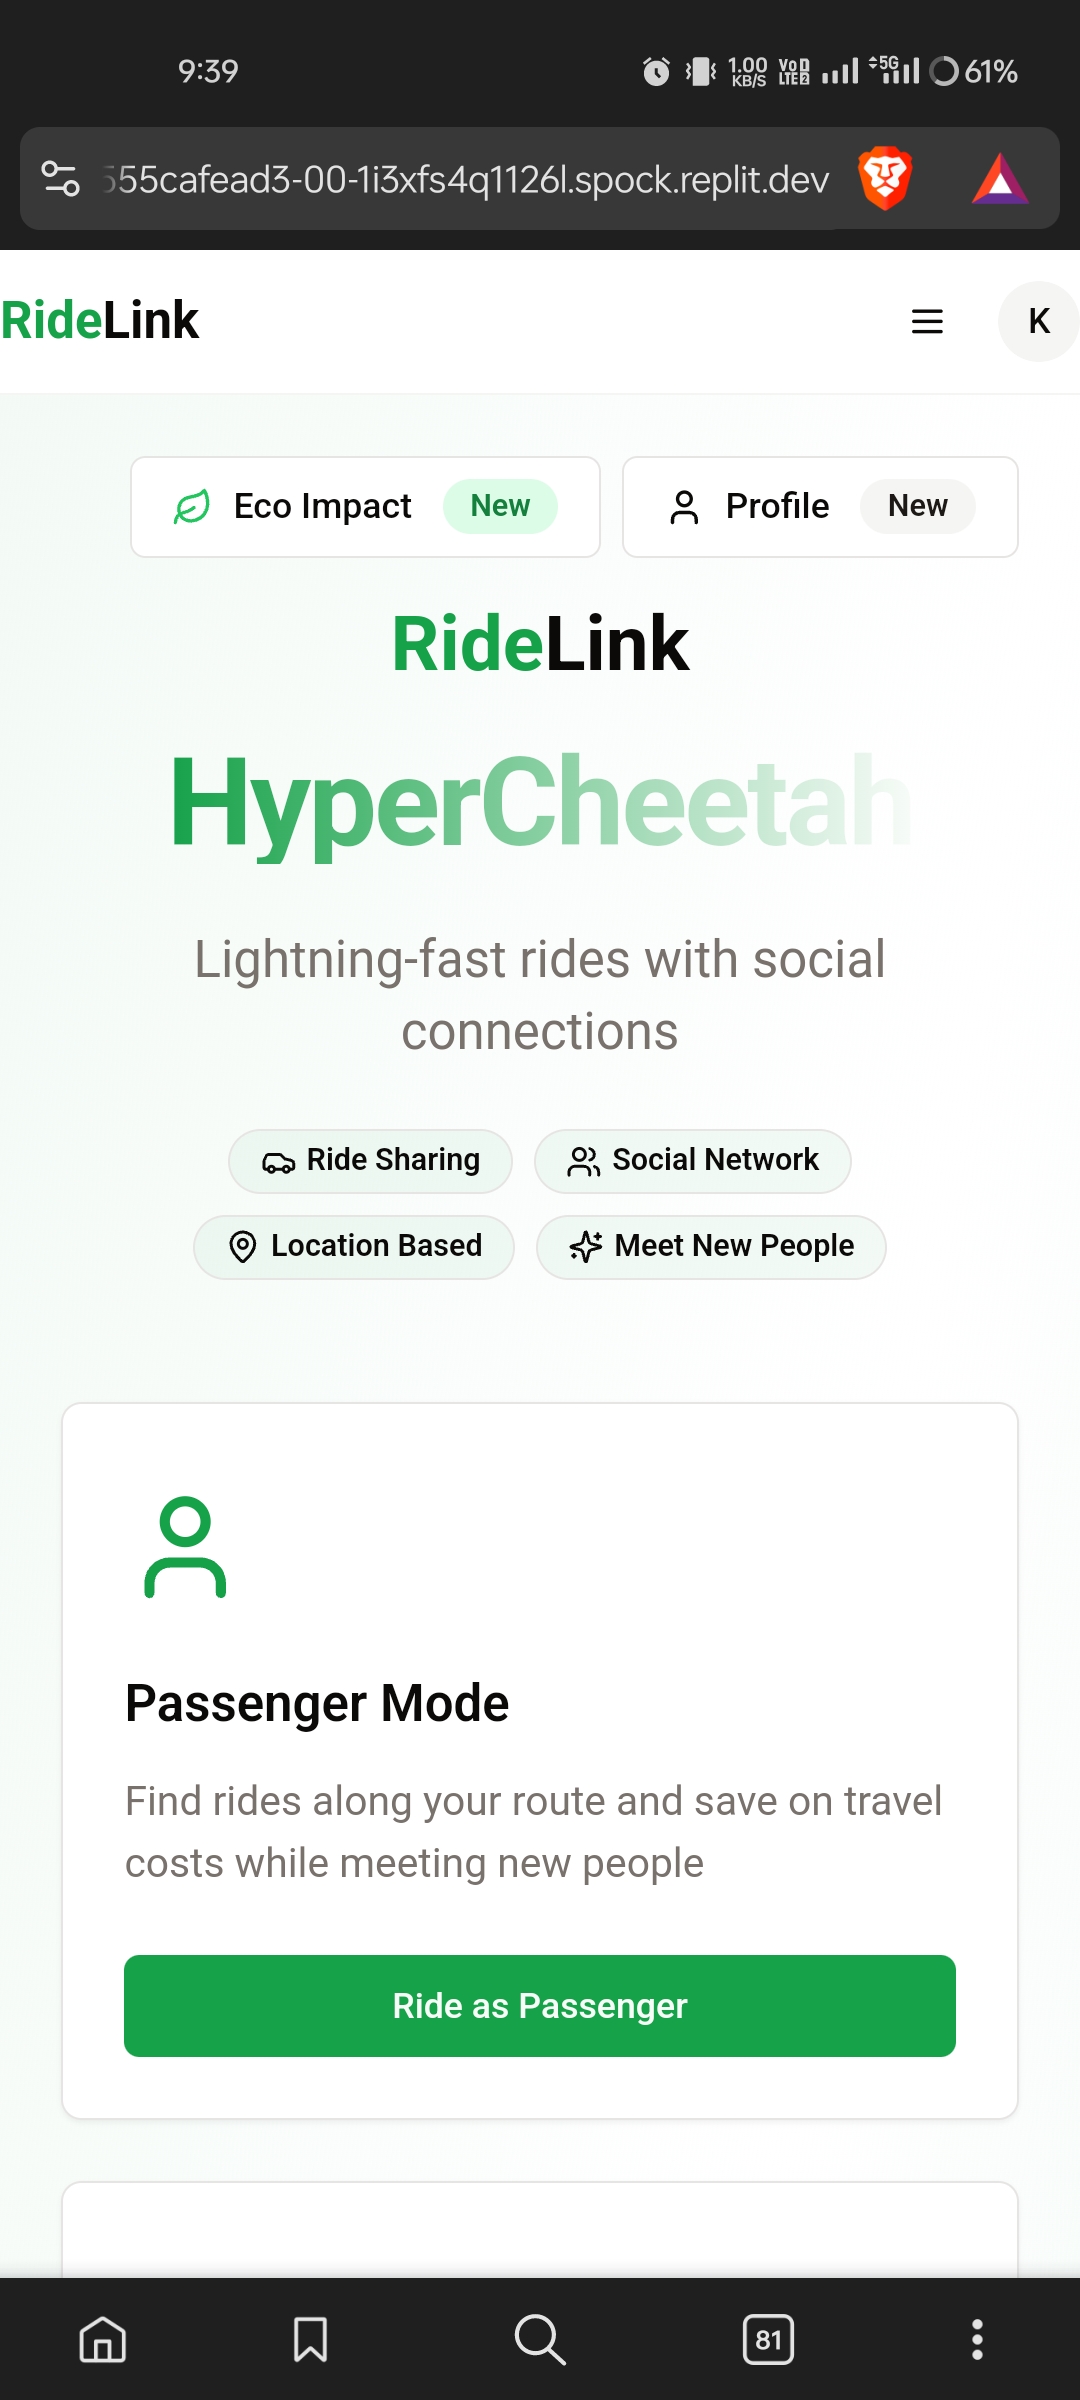 9:39 1.00 KB/S Vo LTE2 5G 61%
555cafead3-00-1i3xfs4q1126l.spock.replit.dev
RideLink K
Eco Impact New Profile New
RideLink
HyperCheetah
Lightning-fast rides with social
connections
Ride Sharing Social Network
Location Based Meet New People
Passenger Mode
Find rides along your route and save on travel
costs while meeting new people
Ride as Passenger
81